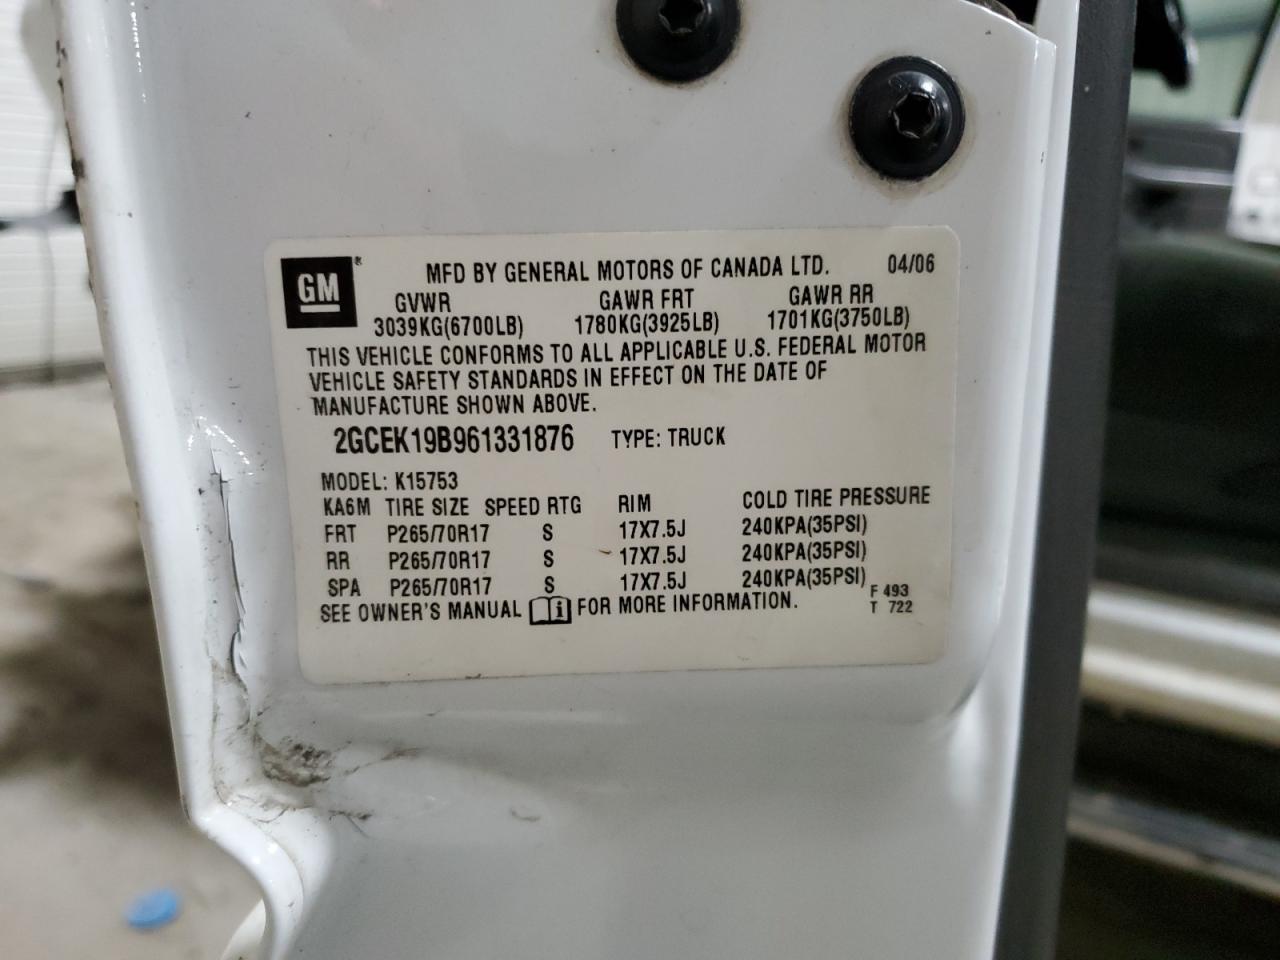 GM ® MFD BY GENERAL MOTORS OF CANADA LTD. 04/06
GVWR GAWR FRT GAWR RR
3039KG(6700LB) 1780KG(3925LB) 1701KG(3750LB)
THIS VEHICLE CONFORMS TO ALL APPLICABLE U.S. FEDERAL MOTOR
VEHICLE SAFETY STANDARDS IN EFFECT ON THE DATE OF
MANUFACTURE SHOWN ABOVE.
2GCEK19B961331876 TYPE: TRUCK
MODEL: K15753
KA6M TIRE SIZE SPEED RTG RIM COLD TIRE PRESSURE
FRT P265/70R17 S 17X7.5J 240KPA(35PSI)
RR P265/70R17 S 17X7.5J 240KPA(35PSI)
SPA P265/70R17 S 17X7.5J 240KPA(35PSI)
SEE OWNER'S MANUAL i FOR MORE INFORMATION.
F 493
T 722